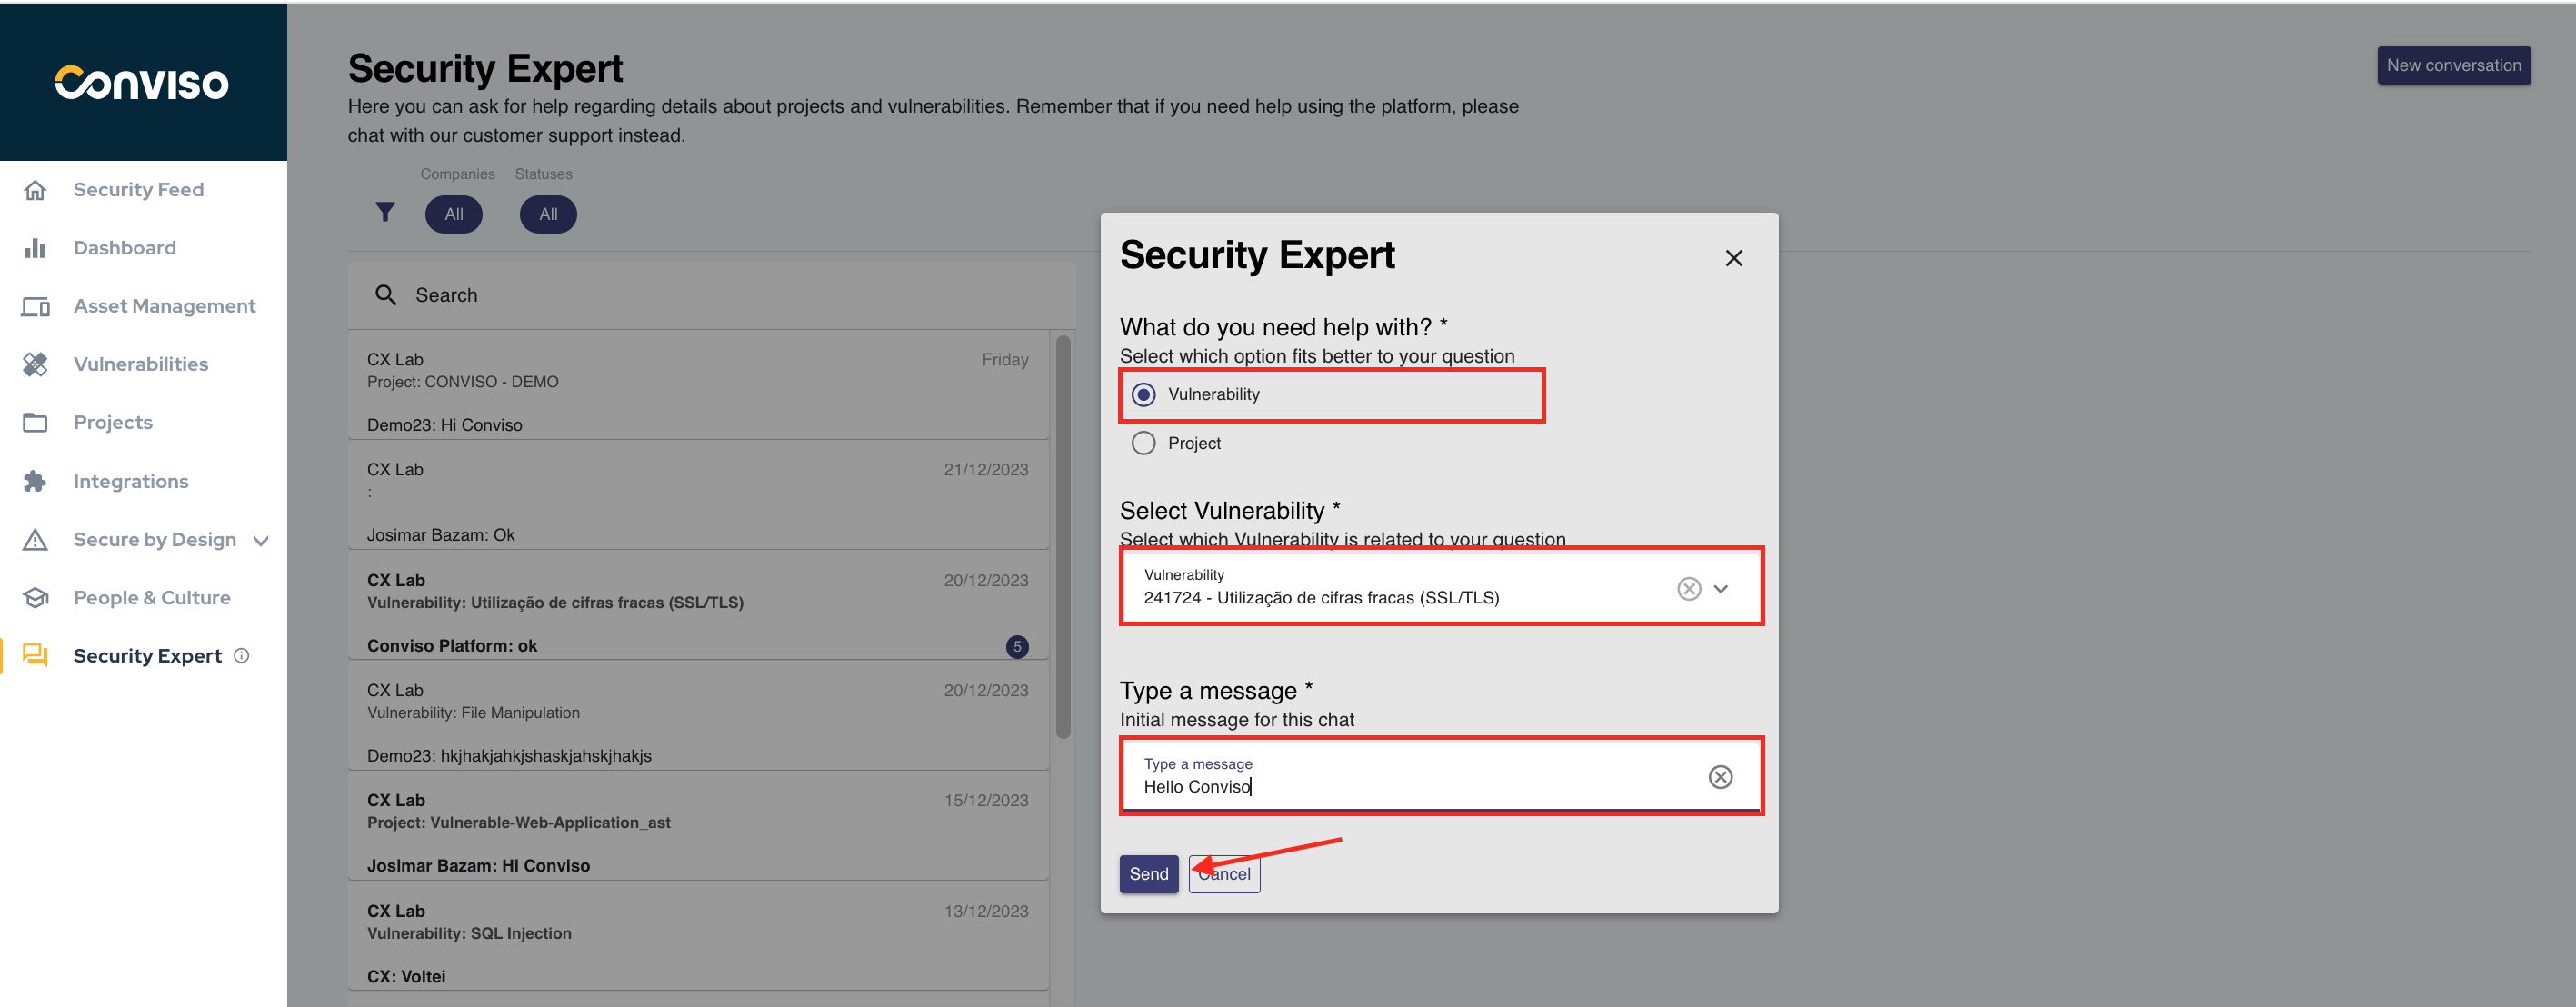 Conviso
Security Feed
Dashboard
Asset Management
Vulnerabilities
Projects
Integrations
Secure by Design
People & Culture
Security Expert
Security Expert
Here you can ask for help regarding details about projects and vulnerabilities. Remember that if you need help using the platform, please
chat with our customer support instead.
New conversation
Companies Statuses
All All
Search
CX Lab Friday
Project: CONVISO - DEMO
Demo23: Hi Conviso
CX Lab 21/12/2023
:
Josimar Bazam: Ok
CX Lab 20/12/2023
Vulnerability: Utilização de cifras fracas (SSL/TLS)
Conviso Platform: ok 5
CX Lab 20/12/2023
Vulnerability: File Manipulation
Demo23: hkjhakjahkjshaskjahskjhakjs
CX Lab 15/12/2023
Project: Vulnerable-Web-Application_ast
Josimar Bazam: Hi Conviso
CX Lab 13/12/2023
Vulnerability: SQL Injection
CX: Voltei
Security Expert
What do you need help with? *
Select which option fits better to your question
Vulnerability
Project
Select Vulnerability *
Select which Vulnerability is related to your question
Vulnerability
241724 - Utilização de cifras fracas (SSL/TLS)
Type a message *
Initial message for this chat
Type a message
Hello Conviso
Send Cancel